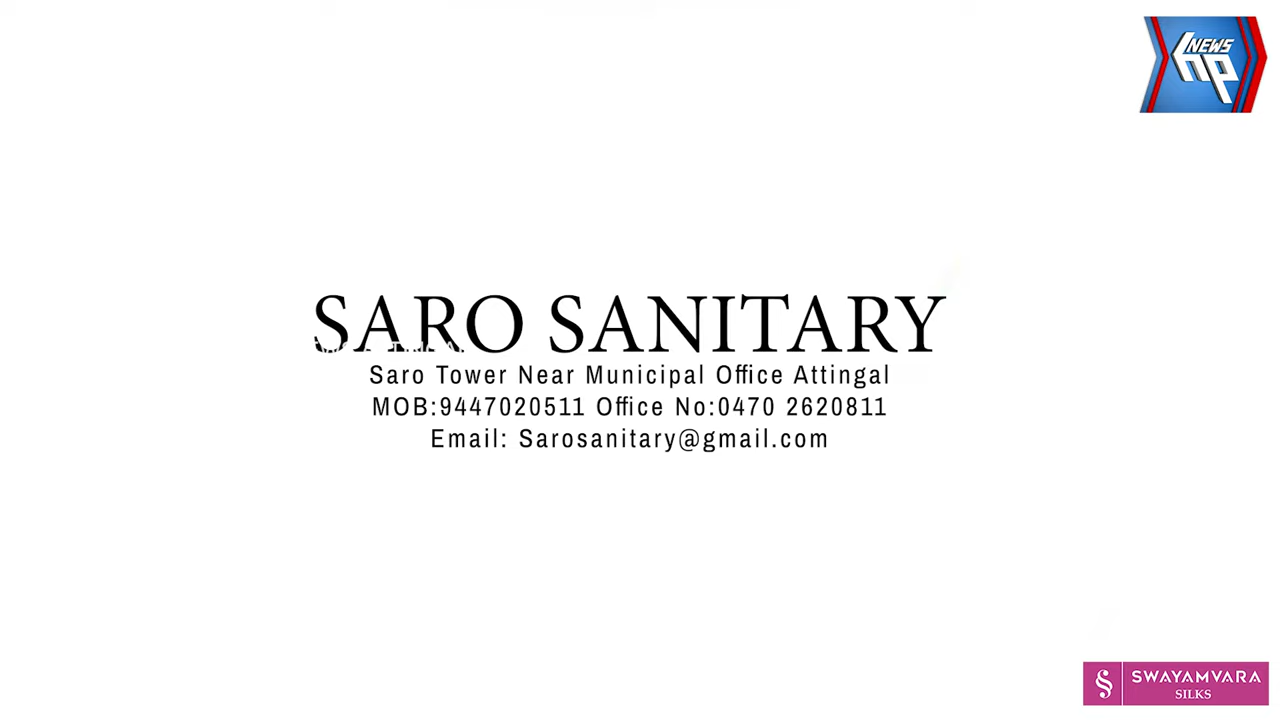 NEWS
hp
SARO SANITARY
Saro Tower Near Municipal Office Attingal
MOB:9447020511 Office No:0470 2620811
Email: Sarosanitary@gmail.com
SWAYAMVARA
SILKS